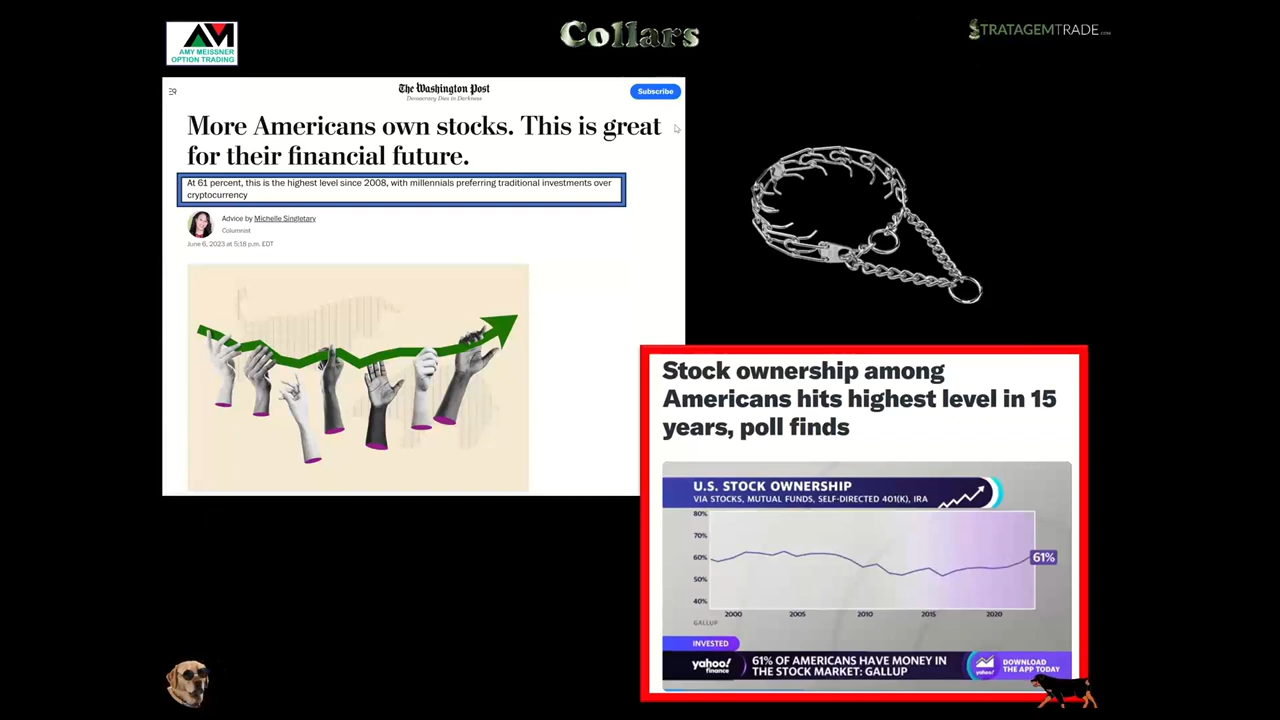 AM
AMY MEISSNER
OPTION TRADING
Collars
STRATAGEMTRADE.COM
The Washington Post
Democracy Dies in Darkness
Subscribe
More Americans own stocks. This is great
for their financial future.
At 61 percent, this is the highest level since 2008, with millennials preferring traditional investments over
cryptocurrency
Advice by Michelle Singletary
Columnist
June 6, 2023 at 5:18 p.m. EDT
Stock ownership among
Americans hits highest level in 15
years, poll finds
U.S. STOCK OWNERSHIP
VIA STOCKS, MUTUAL FUNDS, SELF-DIRECTED 401(K), IRA
80%
70%
60%
50%
40%
61%
2000
2005
2010
2015
2020
GALLUP
INVESTED
yahoo!
finance
61% OF AMERICANS HAVE MONEY IN
THE STOCK MARKET: GALLUP
yahoo!
DOWNLOAD
THE APP TODAY